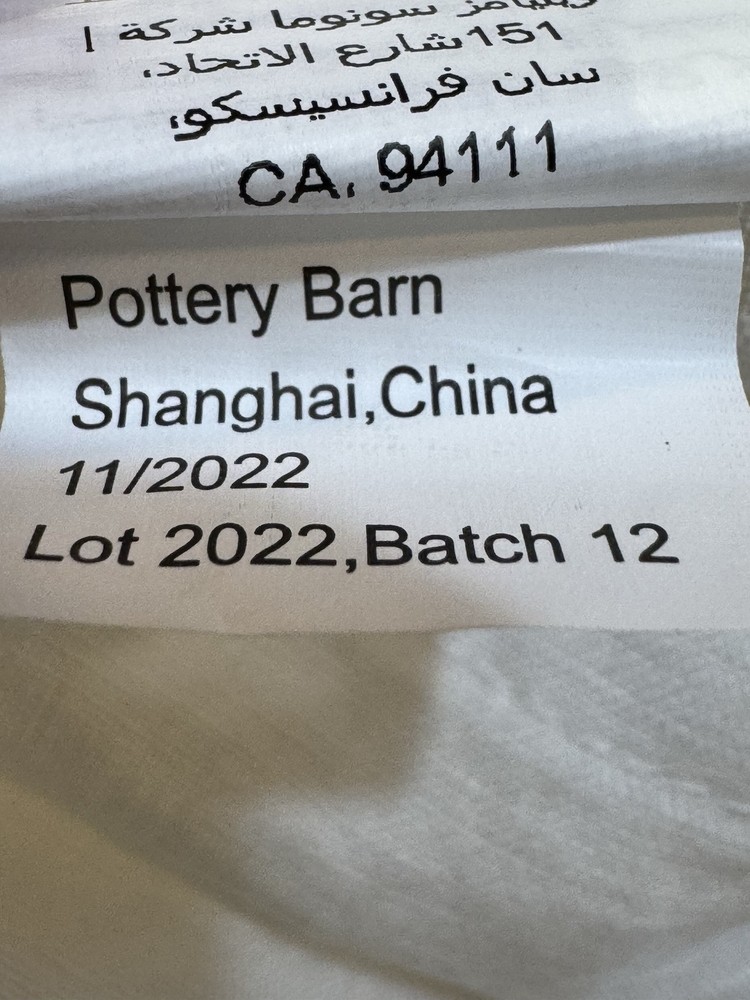 سونوما شركة |
151شارع الاتحاد،
سان فرانسيسكو،
CA, 94111
Pottery Barn
Shanghai,China
11/2022
Lot 2022,Batch 12